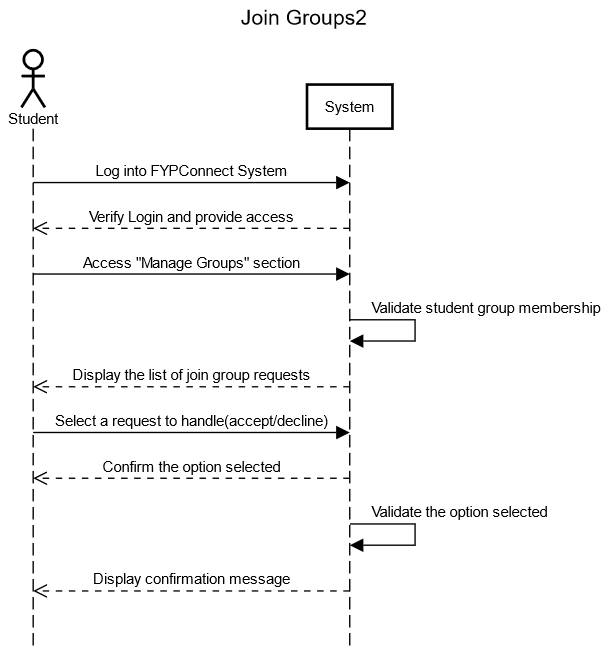 Join Groups2
Student
System
Log into FYPConnect System
Verify Login and provide access
Access "Manage Groups" section
Validate student group membership
Display the list of join group requests
Select a request to handle(accept/decline)
Confirm the option selected
Validate the option selected
Display confirmation message